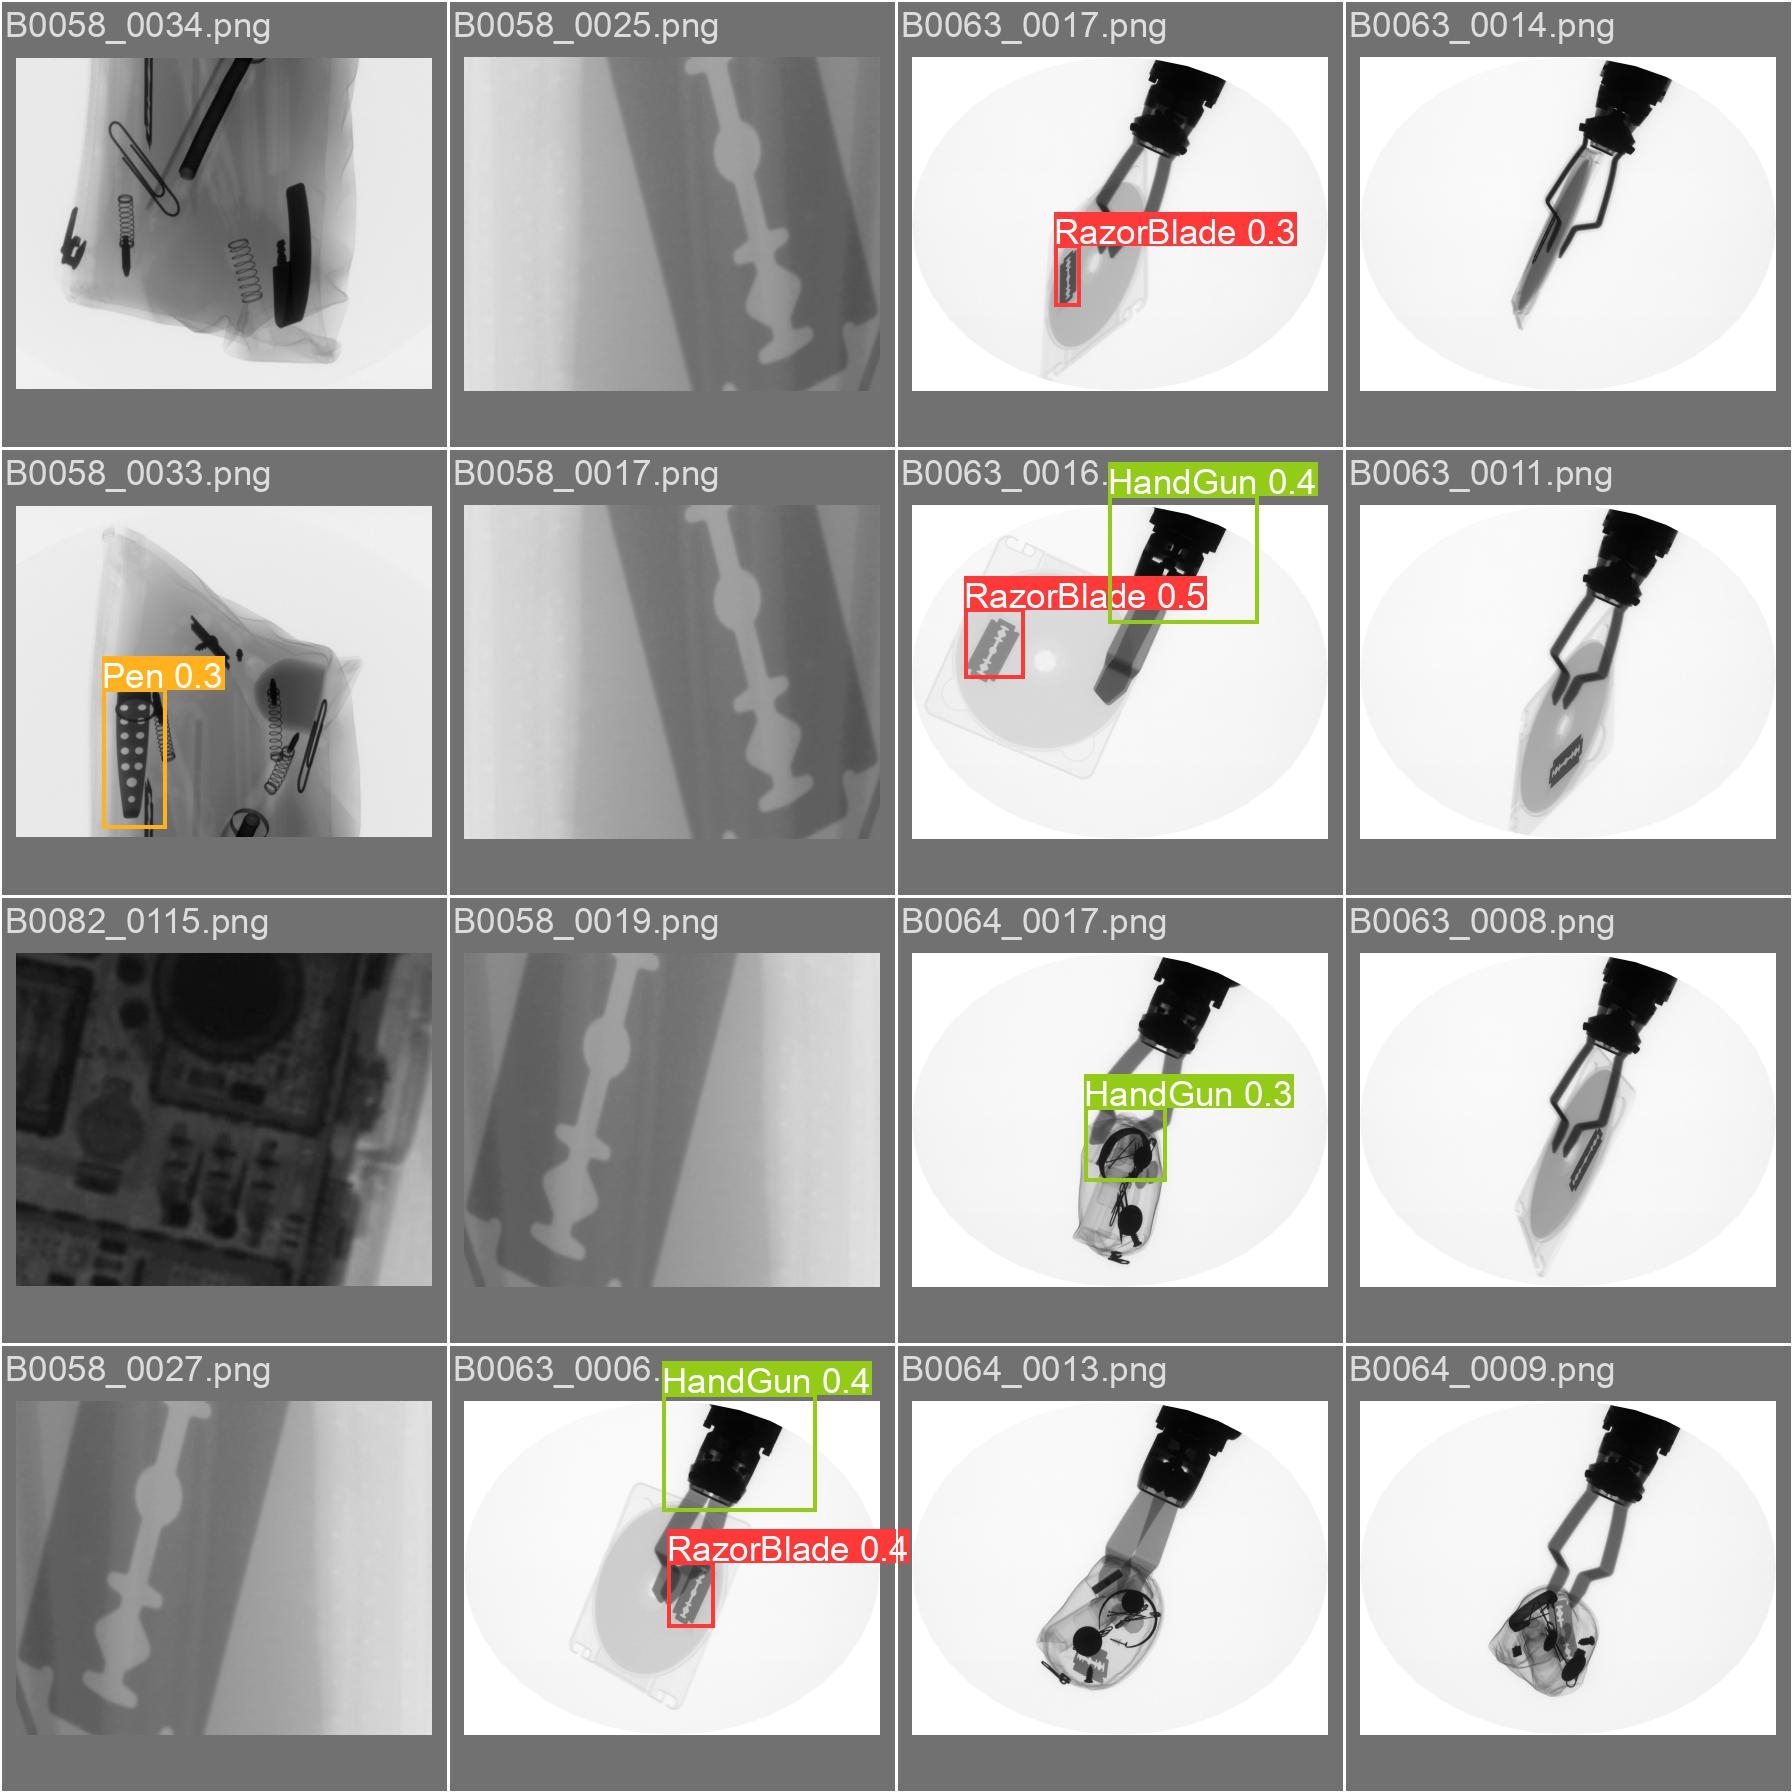 B0058_0034.png
B0058_0025.png
B0063_0017.png
B0063_0014.png
RazorBlade 0.3
B0058_0033.png
B0058_0017.png
B0063_0016.
HandGun 0.4
B0063_0011.png
RazorBlade 0.5
Pen 0.3
B0082_0115.png
B0058_0019.png
B0064_0017.png
B0063_0008.png
HandGun 0.3
B0058_0027.png
B0063_0006.
HandGun 0.4
B0064_0013.png
B0064_0009.png
RazorBlade 0.4